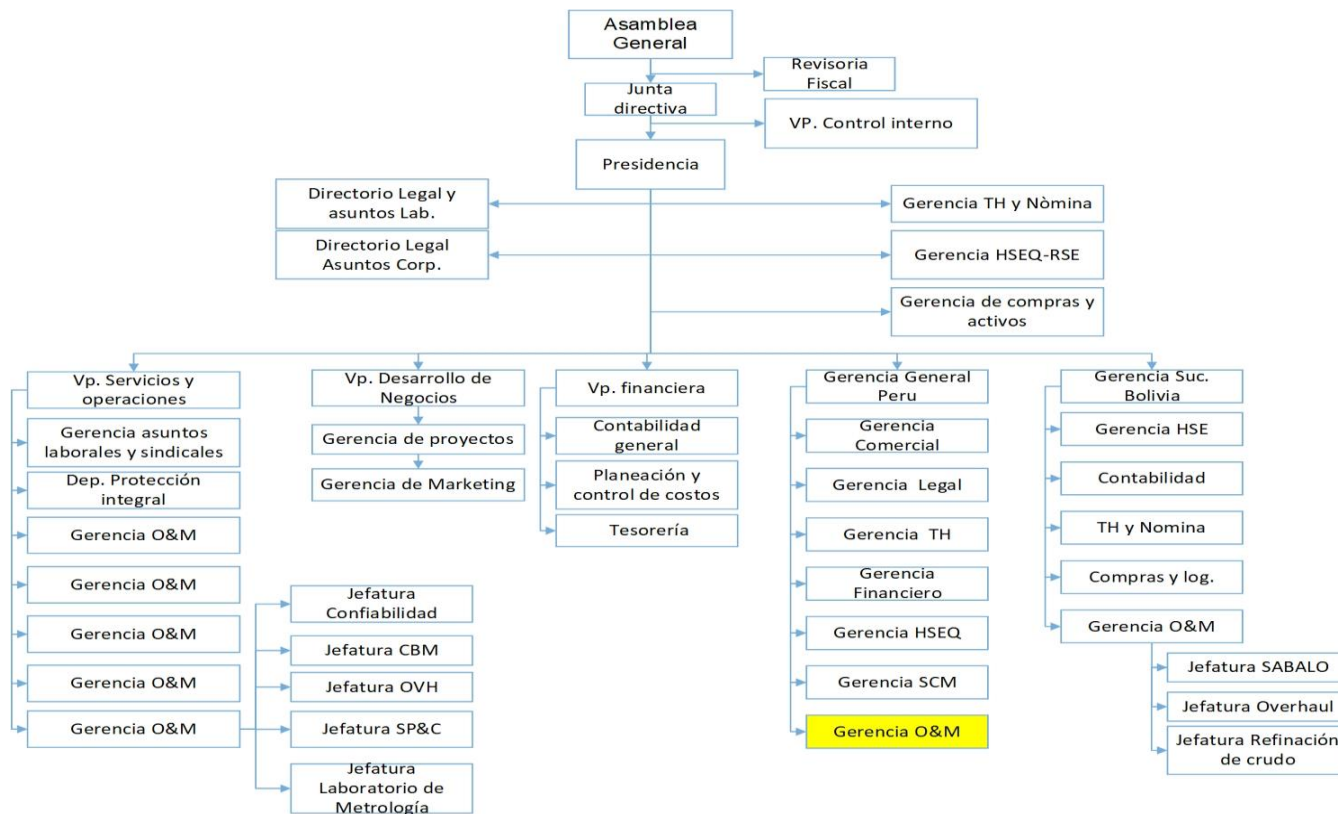 Asamblea
General
Revisoria
Fiscal
Junta
directiva
VP. Control interno
Presidencia
Directorio Legal y
asuntos Lab.
Gerencia TH y Nòmina
Directorio Legal
Asuntos Corp.
Gerencia HSEQ-RSE
Gerencia de compras y
activos
Vp. Servicios y
operaciones
Gerencia asuntos
laborales y sindicales
Dep. Protección
integral
Gerencia O&M
Gerencia O&M
Gerencia O&M
Gerencia O&M
Gerencia O&M
Jefatura
Confiabilidad
Jefatura CBM
Jefatura OVH
Jefatura SP&C
Jefatura
Laboratorio de
Metrología
Vp. Desarrollo de
Negocios
Gerencia de proyectos
Gerencia de Marketing
Vp. financiera
Contabilidad
general
Planeación y
control de costos
Tesorería
Gerencia General
Peru
Gerencia
Comercial
Gerencia Legal
Gerencia TH
Gerencia
Financiero
Gerencia HSEQ
Gerencia SCM
Gerencia O&M
Gerencia Suc.
Bolivia
Gerencia HSE
Contabilidad
TH y Nomina
Compras y log.
Gerencia O&M
Jefatura SABALO
Jefatura Overhaul
Jefatura Refinación
de crudo